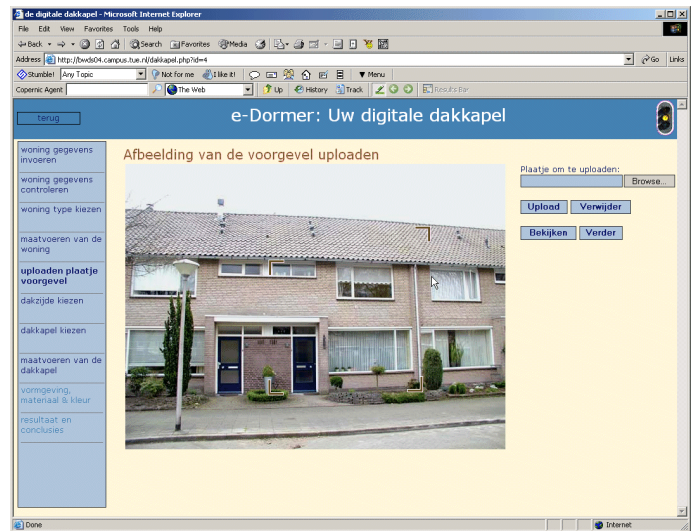 de digitale dakkapel - Microsoft Internet Explorer
File Edit View Favorites Tools Help
Back Search Favorites Media
Address http://bwds04.campus.tue.nl/dakkapel.php?id=4 Go Links
StumbleI Any Topic Not for me I like it! Menu
Copernic Agent The Web Up History Track Results Bar
terug
e-Dormer: Uw digitale dakkapel
woning gegevens
invoeren
woning gegevens
controleren
woning type kiezen
maatvoeren van de
woning
uploaden plaatje
voorgevel
dakzijde kiezen
dakkapel kiezen
maatvoeren van de
dakkapel
vormgeving,
materiaal & kleur
resultaat en
conclusies
Afbeelding van de voorgevel uploaden
Plaatje om te uploaden:
Browse...
Upload Verwijder
Bekijken Verder
Done Internet